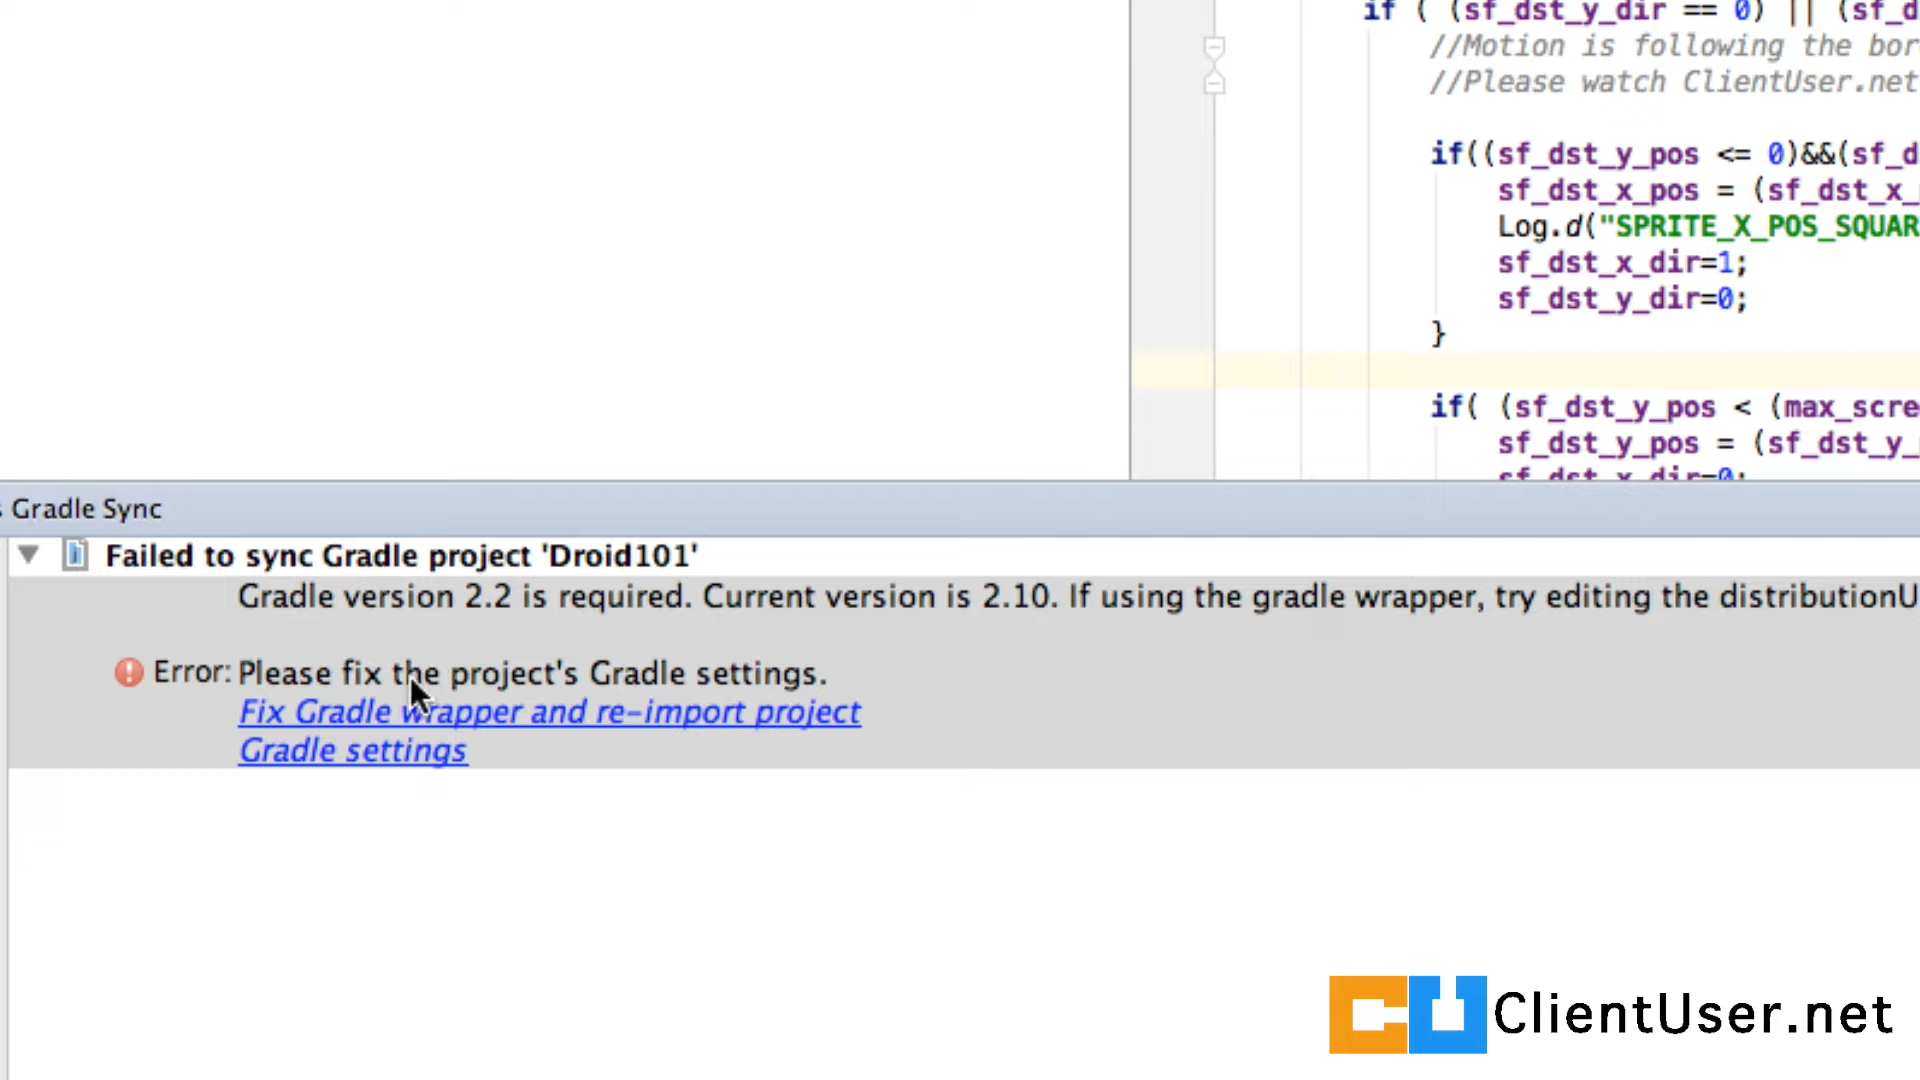 if ( (sf_dst_y_dir == 0) || (sf_d
//Motion is following the bor
//Please watch ClientUser.net
if((sf_dst_y_pos <= 0)&&(sf_d
sf_dst_x_pos = (sf_dst_x_
Log.d("SPRITE_X_POS_SQUAR
sf_dst_x_dir=1;
sf_dst_y_dir=0;
}
if( (sf_dst_y_pos < (max_scre
sf_dst_y_pos = (sf_dst_y_
sf_dst_x_dir=0;
Gradle Sync
Failed to sync Gradle project 'Droid101'
Gradle version 2.2 is required. Current version is 2.10. If using the gradle wrapper, try editing the distributionU
Error: Please fix the project's Gradle settings.
Fix Gradle wrapper and re-import project
Gradle settings
ClientUser.net